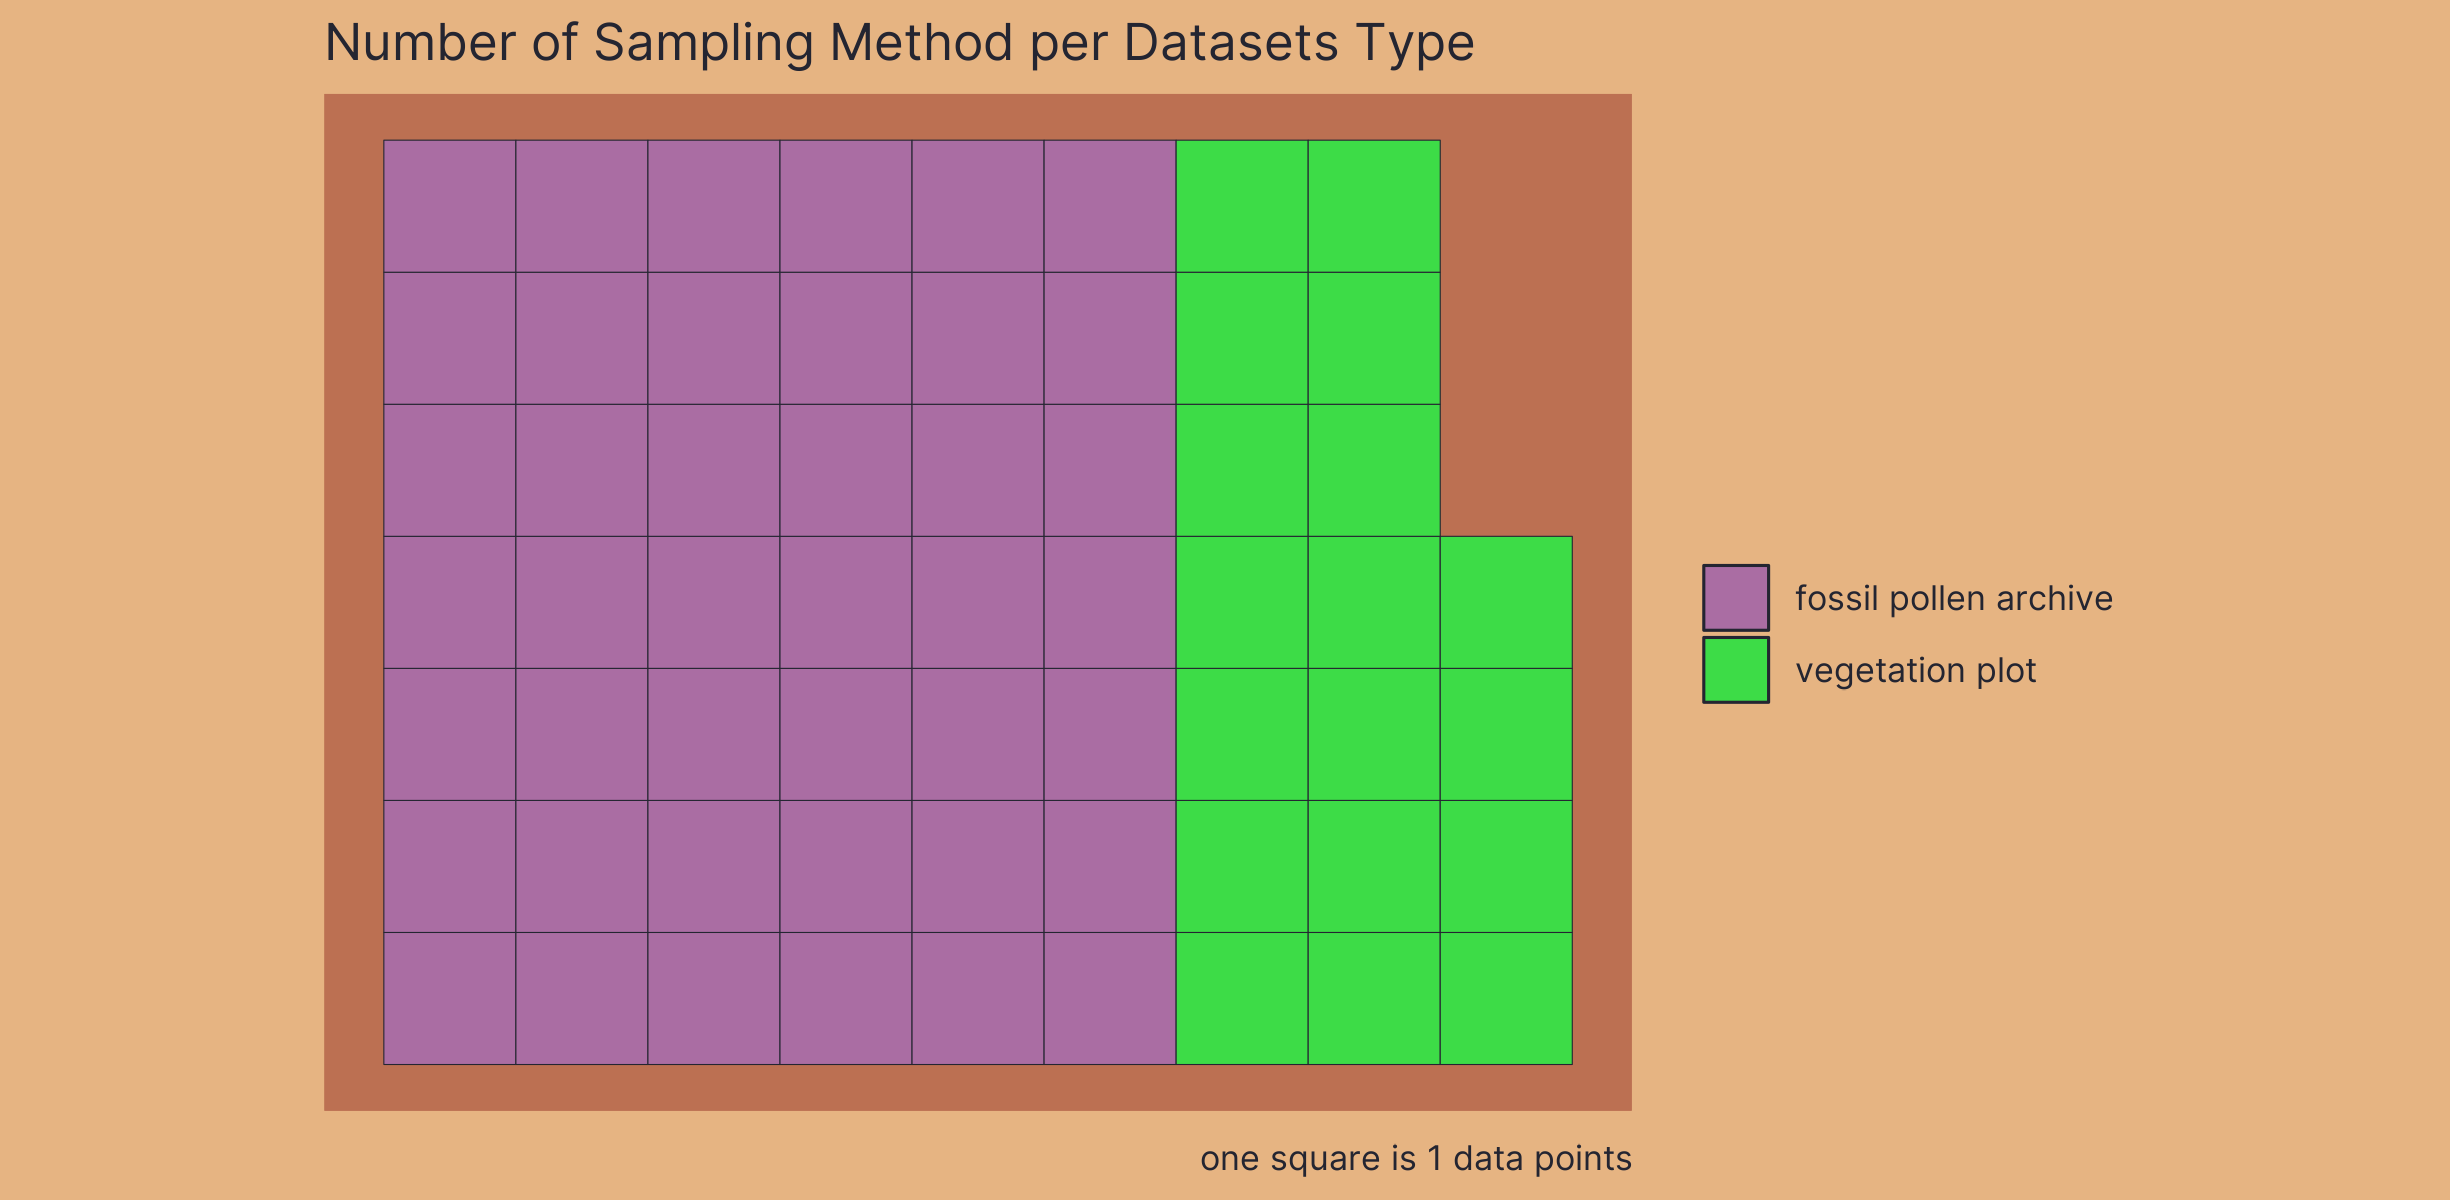 Number of Sampling Method per Datasets Type
fossil pollen archive
vegetation plot
one square is 1 data points